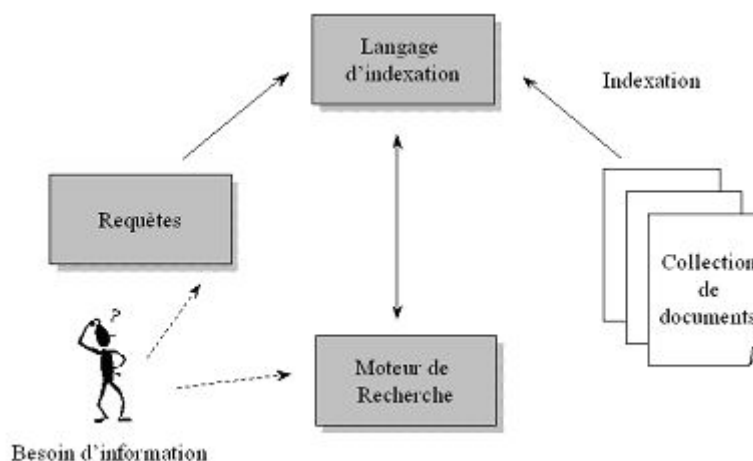 Langage
d'indexation
Indexation
Requêtes
Collection
de
documents
?
Moteur de
Recherche
Besoin d'information